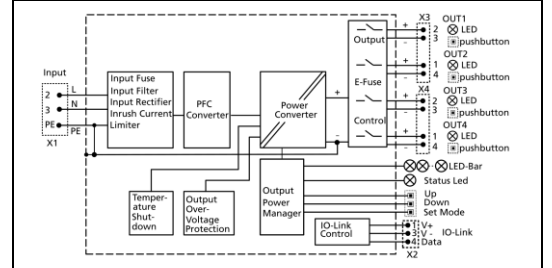 X3 OUT1
+ 2 LED
- 3 pushbutton
Output
OUT2
+ 1 LED
- 4 pushbutton
E-Fuse
X4 OUT3
+ 2 LED
- 3 pushbutton
Control
OUT4
+ 1 LED
- 4 pushbutton
Input
2 L
3 N
PE PE
X1
Input Fuse
Input Filter
Input Rectifier
Inrush Current
Limiter
PFC
Converter
Power
Converter
+
-
LED-Bar
Status Led
Up
Down
Set Mode
Temper-
ature
Shut-
down
Output
Over-
Voltage
Protection
Output
Power
Manager
IO-Link
Control
1 V+
3 V - IO-Link
4 Data
X2